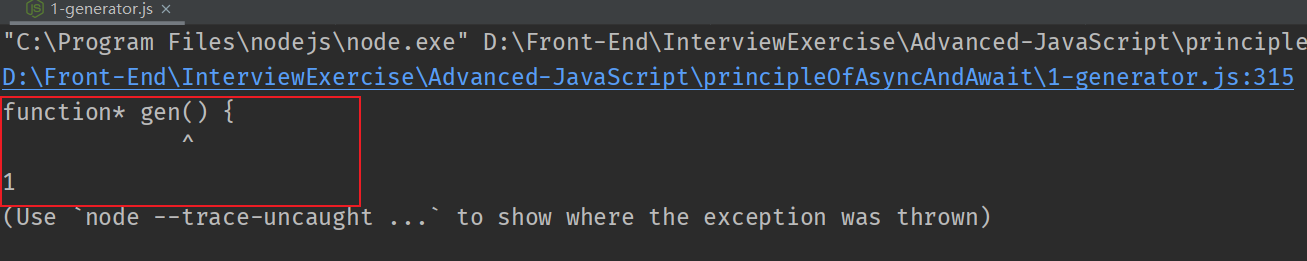 1-generator.js ×
"C:\Program Files\nodejs\node.exe" D:\Front-End\InterviewExercise\Advanced-JavaScript\principle
D:\Front-End\InterviewExercise\Advanced-JavaScript\principleOfAsyncAndAwait\1-generator.js:315
function* gen() {
^
1
(Use `node --trace-uncaught ...` to show where the exception was thrown)